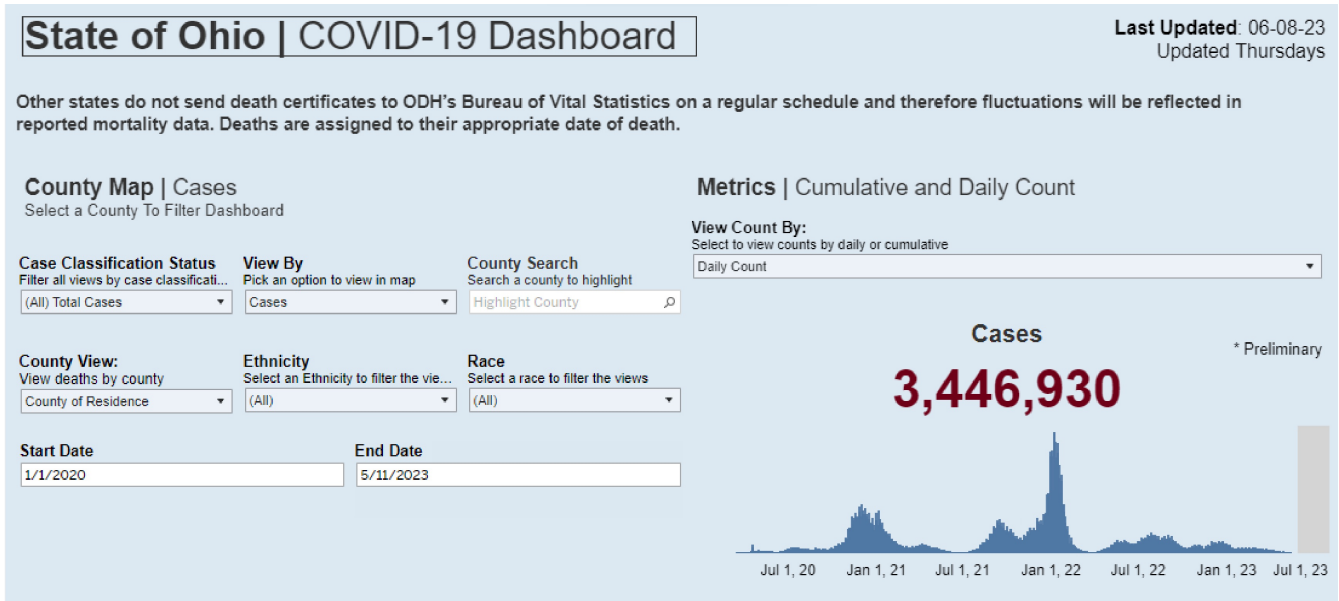 State of Ohio | COVID-19 Dashboard
Last Updated: 06-08-23
Updated Thursdays
Other states do not send death certificates to ODH's Bureau of Vital Statistics on a regular schedule and therefore fluctuations will be reflected in
reported mortality data. Deaths are assigned to their appropriate date of death.
County Map | Cases
Select a County To Filter Dashboard
Case Classification Status
Filter all views by case classificati...
(All) Total Cases
View By
Pick an option to view in map
Cases
County Search
Search a county to highlight
Highlight County
County View:
View deaths by county
County of Residence
Ethnicity
Select an Ethnicity to filter the vie...
(All)
Race
Select a race to filter the views
(All)
Start Date
1/1/2020
End Date
5/11/2023
Metrics | Cumulative and Daily Count
View Count By:
Select to view counts by daily or cumulative
Daily Count
Cases
* Preliminary
3,446,930
Jul 1, 20 Jan 1, 21 Jul 1, 21 Jan 1, 22 Jul 1, 22 Jan 1, 23 Jul 1, 23